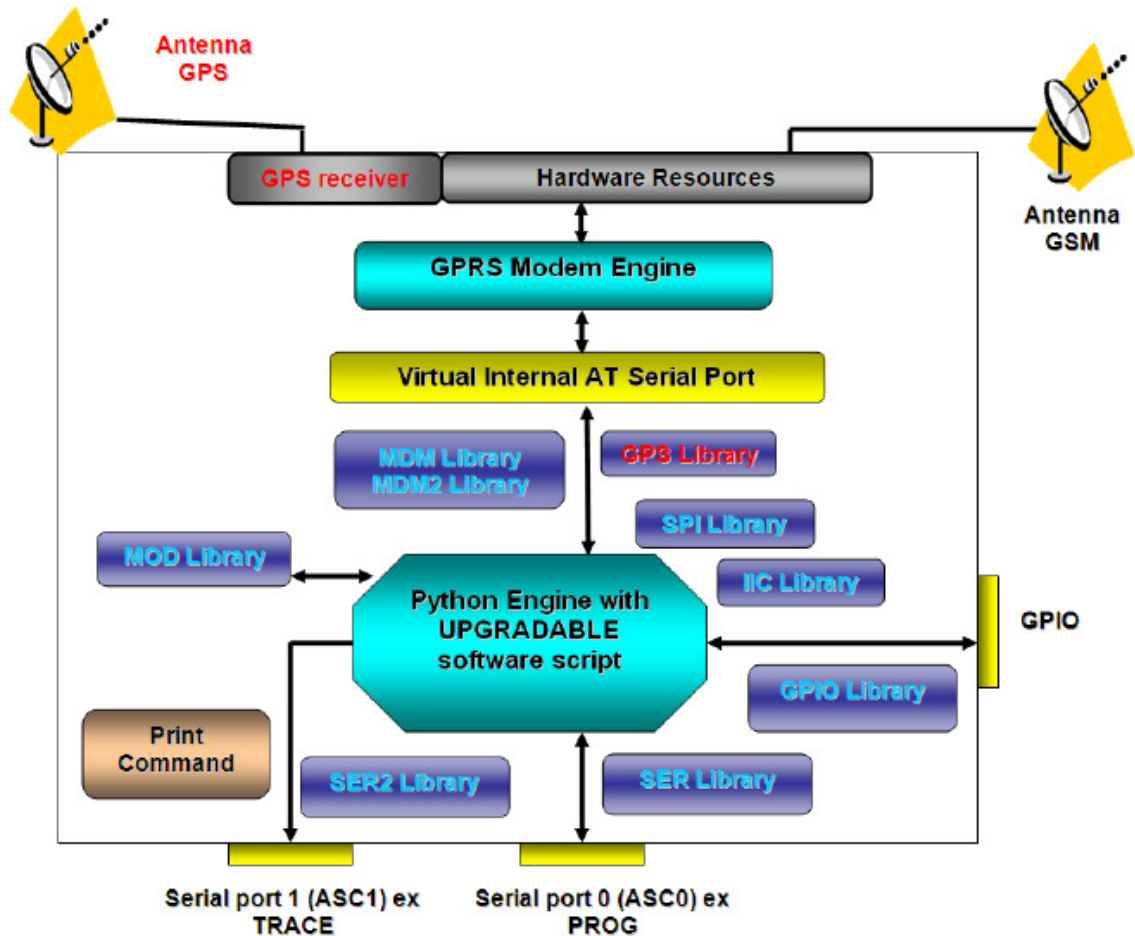 Antenna
GPS
GPS receiver
Hardware Resources
Antenna
GSM
GPRS Modem Engine
Virtual Internal AT Serial Port
MDM Library
MDM2 Library
GPS Library
SPI Library
MOD Library
IIC Library
Python Engine with
UPGRADABLE
software script
GPIO
GPIO Library
Print
Command
SER2 Library
SER Library
Serial port 1 (ASC1) ex
TRACE
Serial port 0 (ASC0) ex
PROG